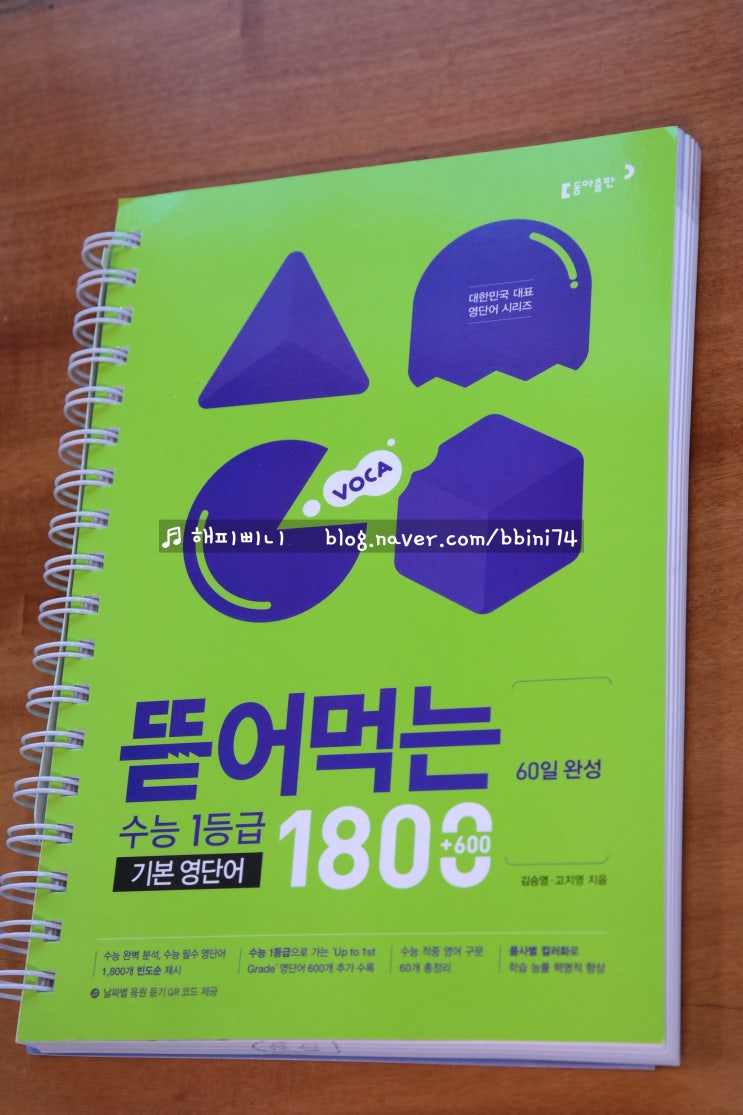 동아출판
대한민국 대표
영단어 시리즈
VOCA
해피삐니 blog.naver.com/bbini74
뜯어먹는
60일 완성
수능 1등급
1800
+600
기본 영단어
김승영·고지영 지음
수능 완벽 분석, 수능 필수 영단어
1,800개 빈도순 제시
날짜별 응원 듣기 QR 코드 제공
수능 1등급으로 가는 'Up to 1st
Grade' 영단어 600개 추가 수록
수능 적중 영어 구문
60개 총정리
품사별 컬러화로
학습 능률 혁명적 향상